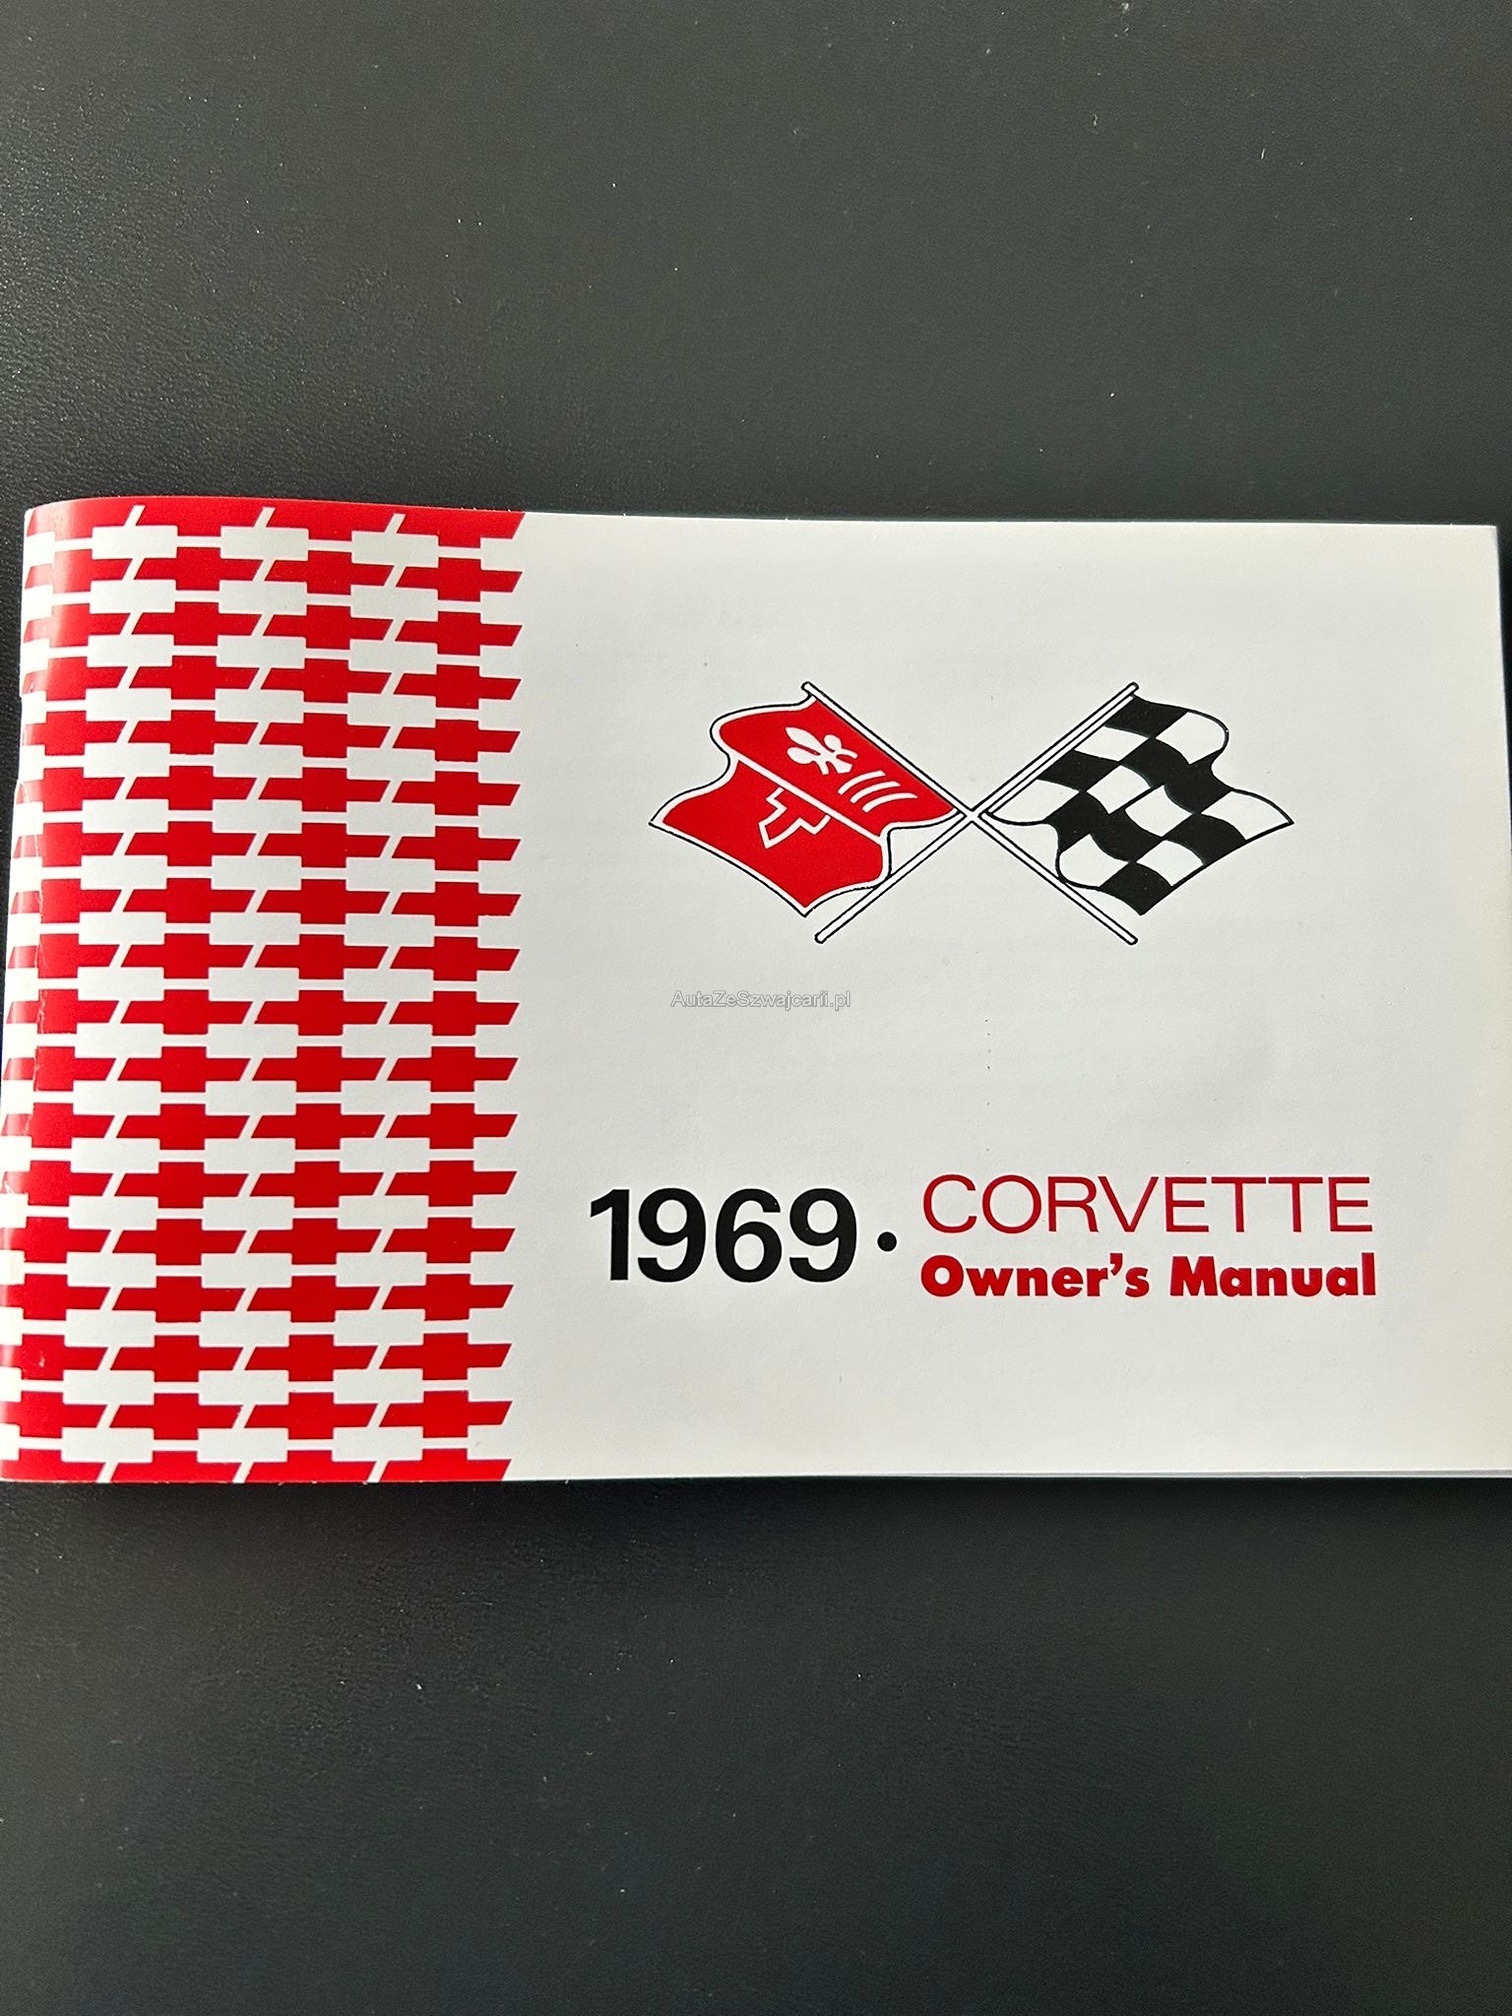 AutaZeSzwajcarii.pl
1969 · CORVETTE
Owner's Manual